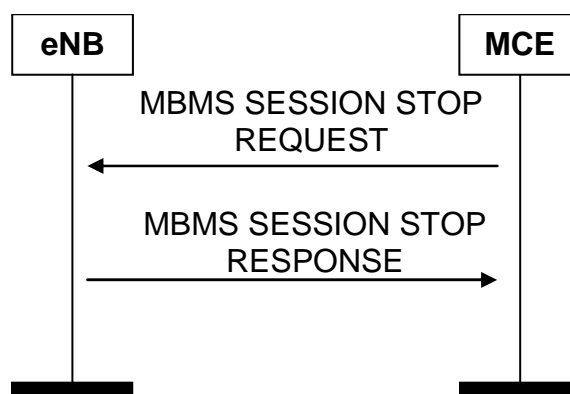 eNB
MCE
MBMS SESSION STOP
REQUEST
MBMS SESSION STOP
RESPONSE